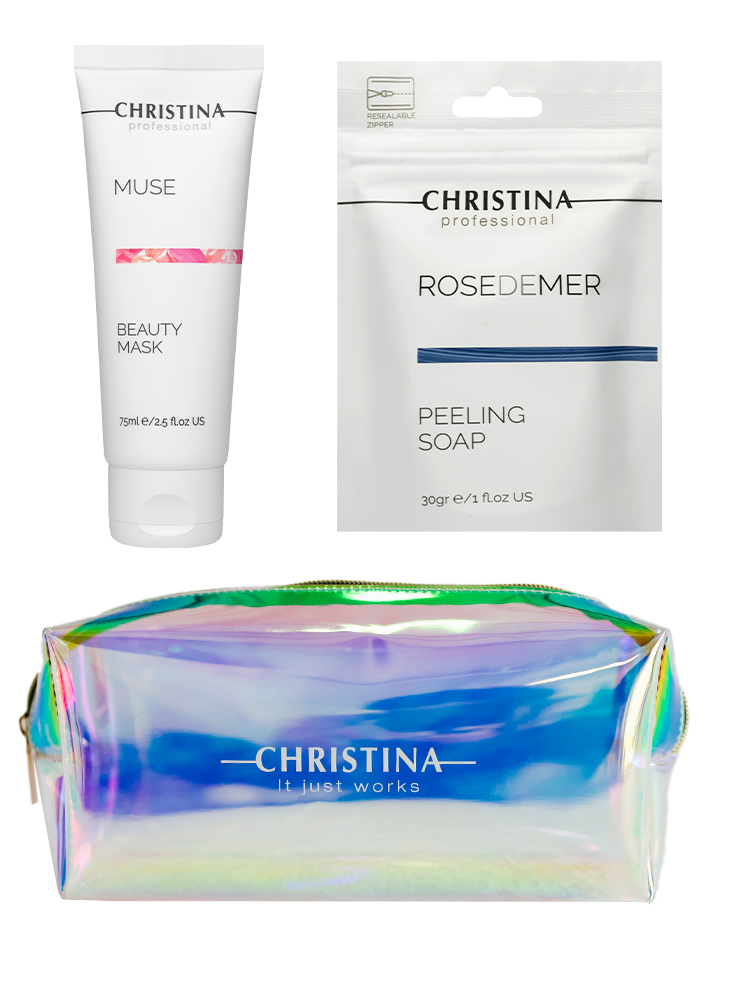 CHRISTINA
professional
MUSE
BEAUTY
MASK
75ml e/2.5 fl.oz US
RESEALABLE
ZIPPER
CHRISTINA
professional
ROSEDEMER
PEELING
SOAP
30gr e/1 fl.oz US
CHRISTINA
It just works